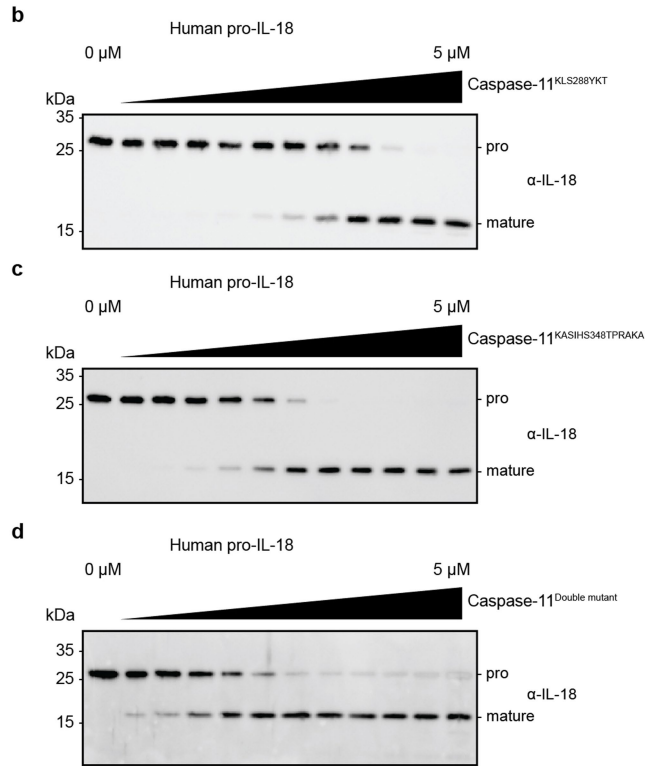 b
Human pro-IL-18
0 µM 5 µM
Caspase-11KLS288YKT
kDa
35
25
15
pro
α-IL-18
mature
c
Human pro-IL-18
0 µM 5 µM
Caspase-11KASIHS348TPRAKA
kDa
35
25
15
pro
α-IL-18
mature
d
Human pro-IL-18
0 µM 5 µM
Caspase-11Double mutant
kDa
35
25
15
pro
α-IL-18
mature